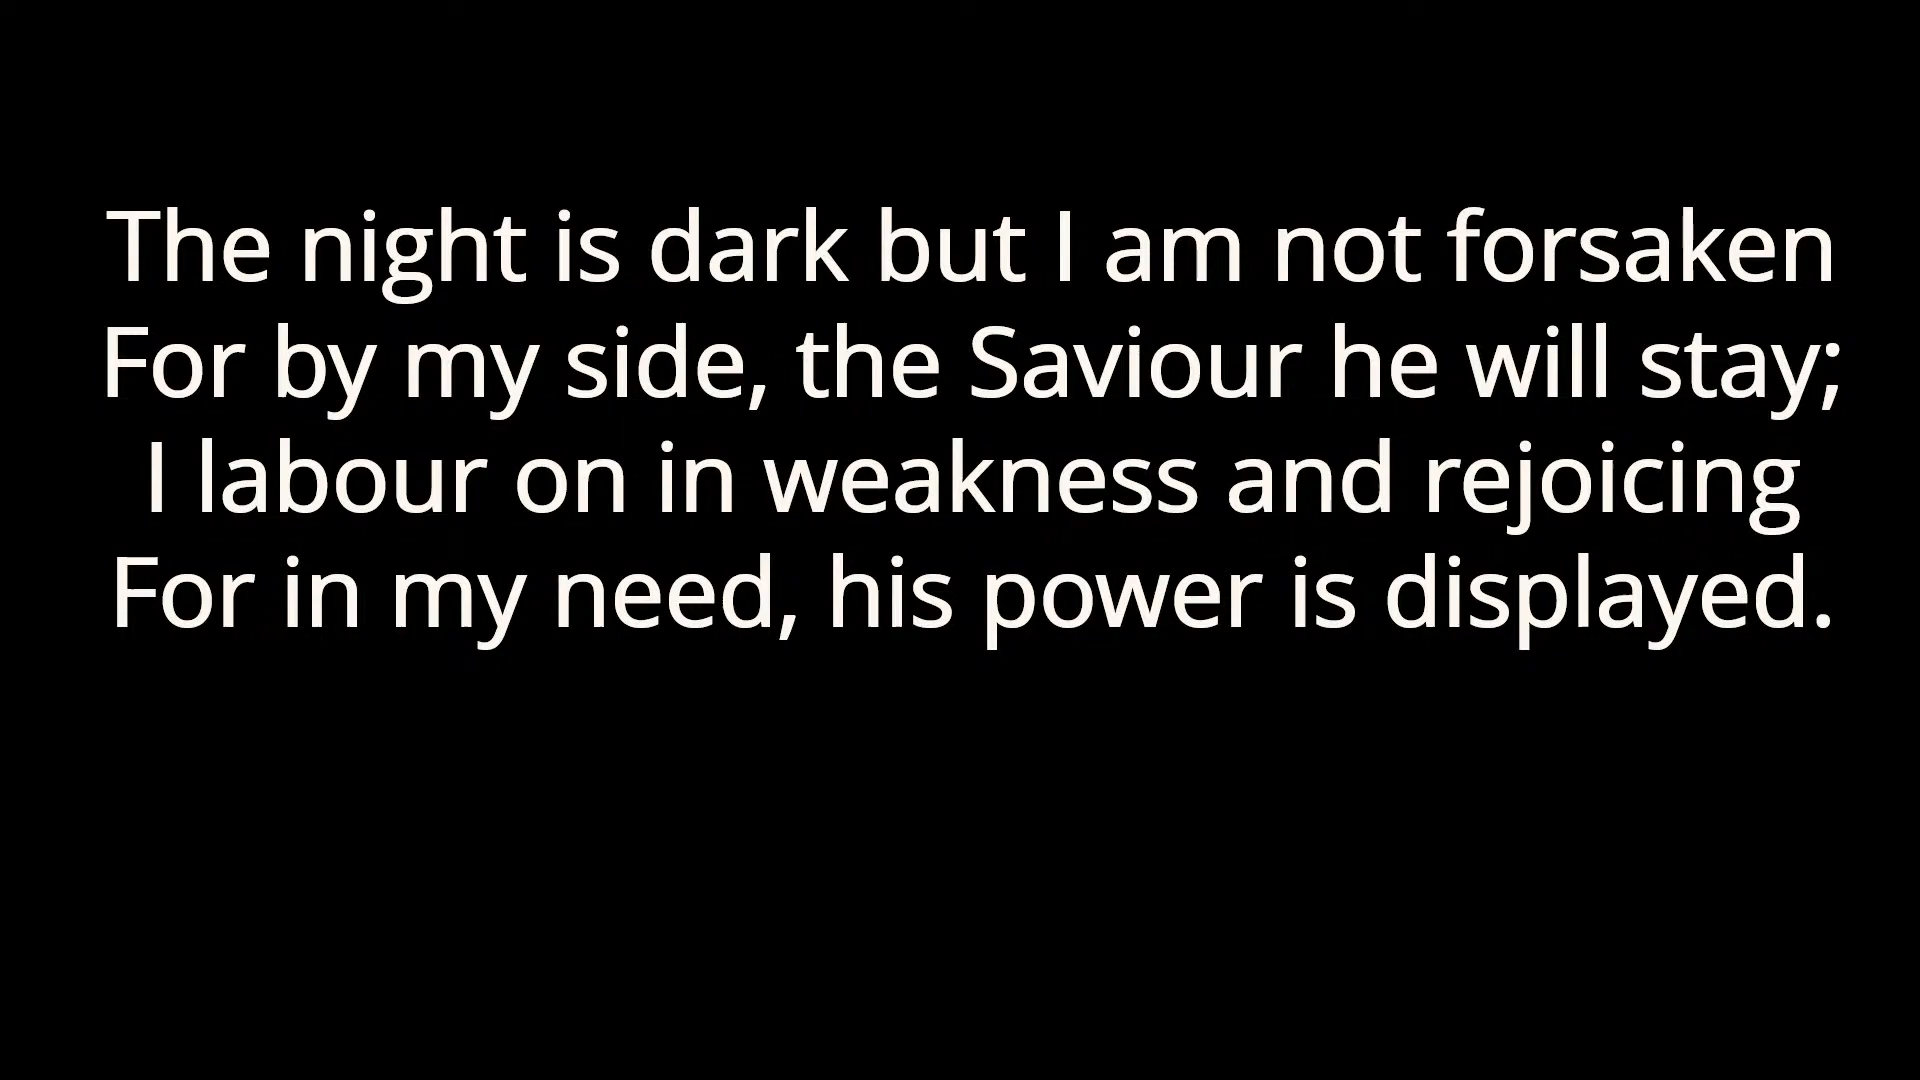 The night is dark but I am not forsaken
For by my side, the Saviour he will stay;
I labour on in weakness and rejoicing
For in my need, his power is displayed.